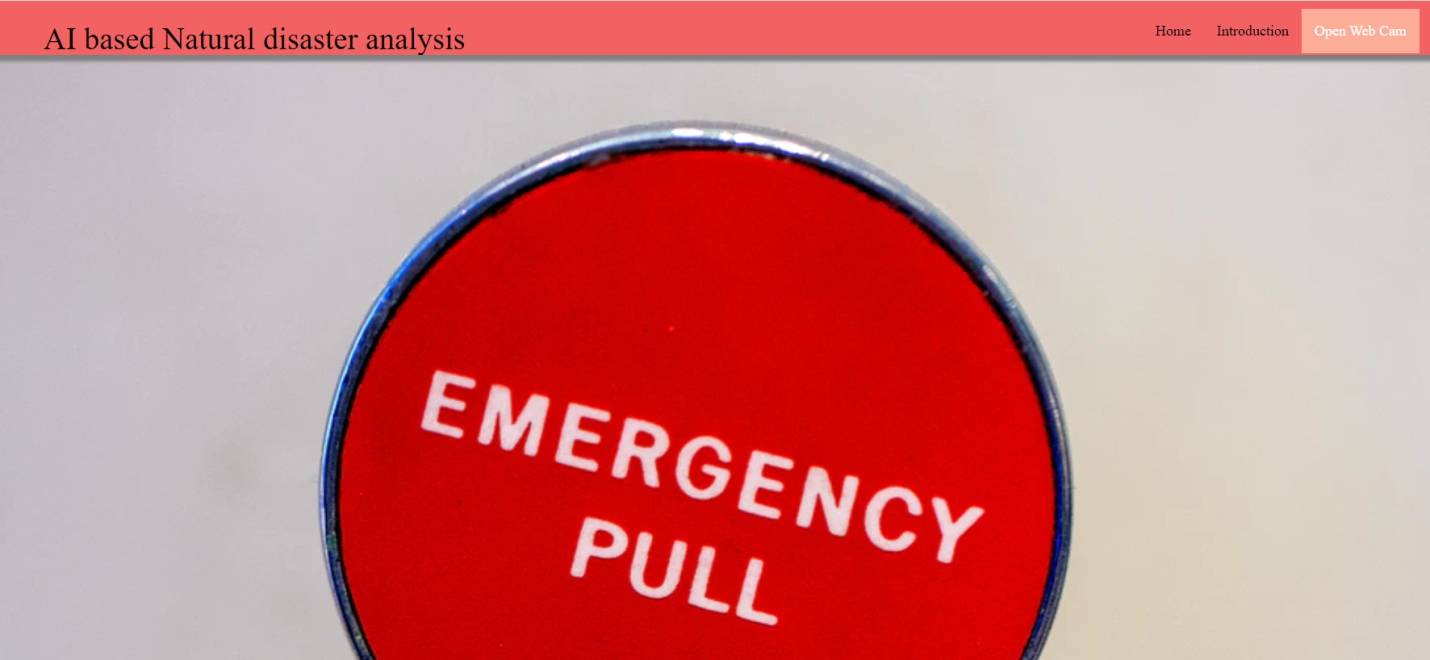 AI based Natural disaster analysis
Home Introduction Open Web Cam
EMERGENCY
PULL